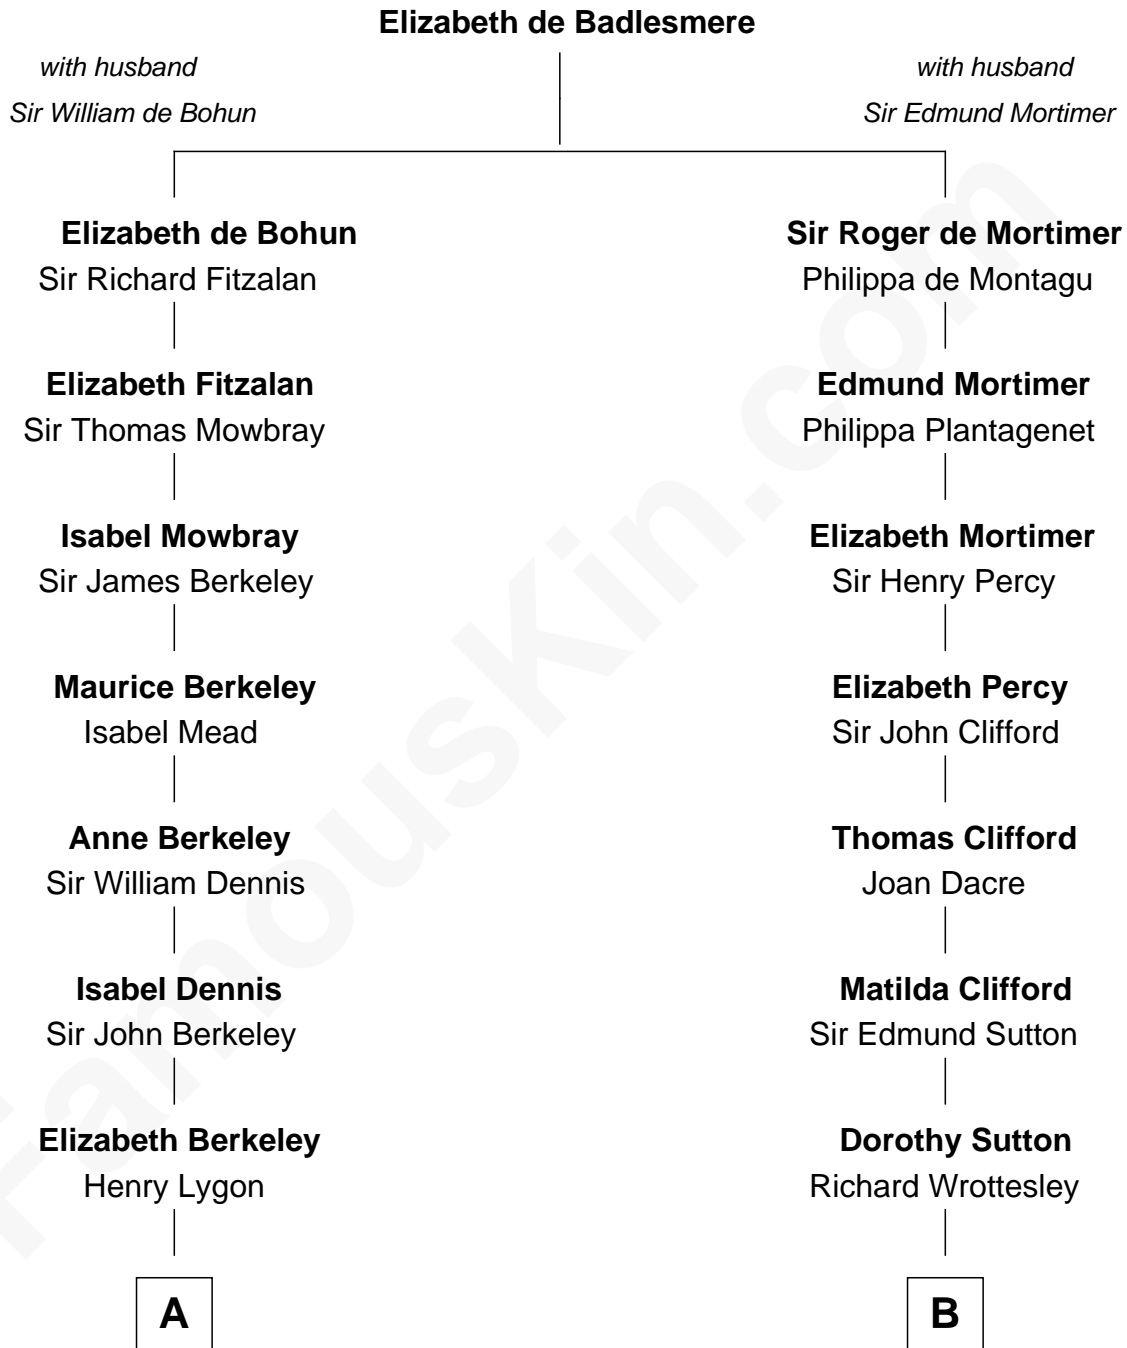 Elizabeth de Badlesmere
with husband
Sir William de Bohun
with husband
Sir Edmund Mortimer
Elizabeth de Bohun
Sir Richard Fitzalan
Sir Roger de Mortimer
Philippa de Montagu
Elizabeth Fitzalan
Sir Thomas Mowbray
Edmund Mortimer
Philippa Plantagenet
Isabel Mowbray
Sir James Berkeley
Elizabeth Mortimer
Sir Henry Percy
Maurice Berkeley
Isabel Mead
Elizabeth Percy
Sir John Clifford
Anne Berkeley
Sir William Dennis
Thomas Clifford
Joan Dacre
Isabel Dennis
Sir John Berkeley
Matilda Clifford
Sir Edmund Sutton
Elizabeth Berkeley
Henry Lygon
Dorothy Sutton
Richard Wrottesley
A
B
FamousKin.com